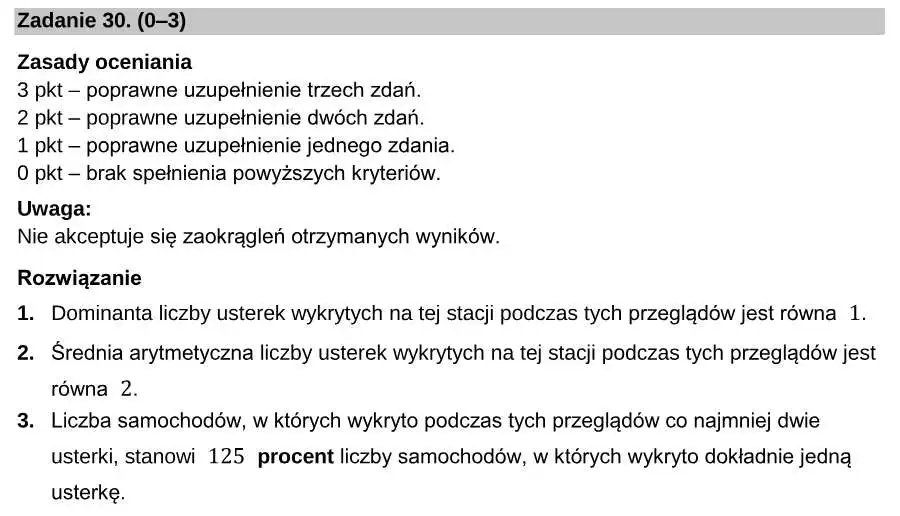 Zadanie 30. (0–3)
Zasady oceniania
3 pkt – poprawne uzupełnienie trzech zdań.
2 pkt – poprawne uzupełnienie dwóch zdań.
1 pkt – poprawne uzupełnienie jednego zdania.
0 pkt – brak spełnienia powyższych kryteriów.
Uwaga:
Nie akceptuje się zaokrągleń otrzymanych wyników.
Rozwiązanie
1. Dominanta liczby usterek wykrytych na tej stacji podczas tych przeglądów jest równa 1.
2. Średnia arytmetyczna liczby usterek wykrytych na tej stacji podczas tych przeglądów jest
równa 2.
3. Liczba samochodów, w których wykryto podczas tych przeglądów co najmniej dwie
usterki, stanowi 125 procent liczby samochodów, w których wykryto dokładnie jedną
usterkę.